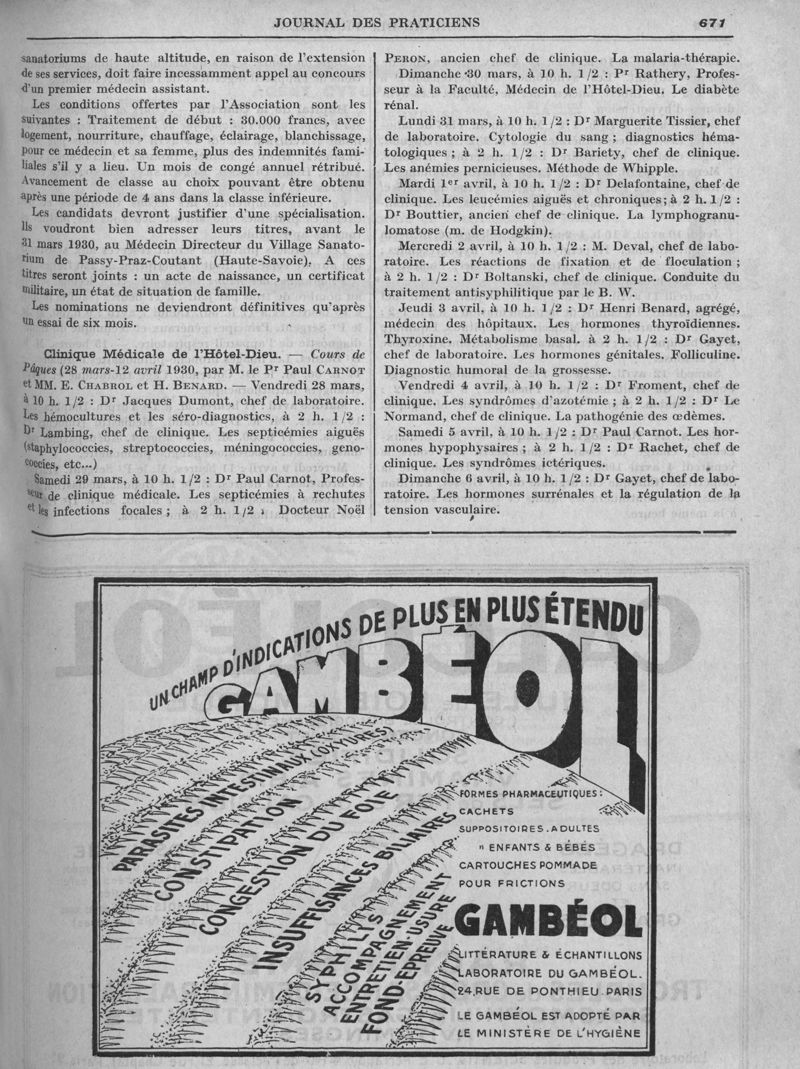 JOURNAL DES PRATICIENS 671
sanatoriums de haute altitude, en raison de l'extension
de ses services, doit faire incessamment appel au concours
d'un premier médecin assistant.
Les conditions offertes par l'Association sont les
suivantes : Traitement de début : 30.000 francs, avec
logement, nourriture, chauffage, éclairage, blanchissage,
pour ce médecin et sa femme, plus des indemnités fami-
liales s'il y a lieu. Un mois de congé annuel rétribué.
Avancement de classe au choix pouvant être obtenu
après une période de 4 ans dans la classe inférieure.
Les candidats devront justifier d'une spécialisation.
Ils voudront bien adresser leurs titres, avant le
31 mars 1930, au Médecin Directeur du Village Sanato-
rium de Passy-Praz-Coutant (Haute-Savoie). A ces
titres seront joints : un acte de naissance, un certificat
militaire, un état de situation de famille.
Les nominations ne deviendront définitives qu'après
un essai de six mois.
Clinique Médicale de l'Hôtel-Dieu. — Cours de
Pâques (28 mars-12 avril 1930, par M. le Pr Paul CARNOT
et MM. E. CHABROL et H. BENARD. — Vendredi 28 mars,
à 10 h. 1/2 : Dr Jacques Dumont, chef de laboratoire.
Les hémocultures et les séro-diagnostics, à 2 h. 1/2 :
Dr Lambing, chef de clinique. Les septicémies aiguës
(staphylococcies, streptococcies, méningococcies, geno-
coccies, etc...)
Samedi 29 mars, à 10 h. 1/2 : Dr Paul Carnot, Profes-
seur de clinique médicale. Les septicémies à rechutes
et les infections focales ; à 2 h. 1/2 : Docteur Noël
PERON, ancien chef de clinique. La malaria-thérapie.
Dimanche 30 mars, à 10 h. 1/2 : Pr Rathery, Profes-
seur à la Faculté, Médecin de l'Hôtel-Dieu. Le diabète
rénal.
Lundi 31 mars, à 10 h. 1/2 : Dr Marguerite Tissier, chef
de laboratoire. Cytologie du sang ; diagnostics héma-
tologiques ; à 2 h. 1/2 : Dr Bariety, chef de clinique.
Les anémies pernicieuses. Méthode de Whipple.
Mardi 1er avril, à 10 h. 1/2 : Dr Delafontaine, chef de
clinique. Les leucémies aiguës et chroniques ; à 2 h. 1/2 :
Dr Bouttier, ancien chef de clinique. La lymphogranu-
lomatose (m. de Hodgkin).
Mercredi 2 avril, à 10 h. 1/2 : M. Deval, chef de labo-
ratoire. Les réactions de fixation et de floculation ;
à 2 h. 1/2 : Dr Boltanski, chef de clinique. Conduite du
traitement antisyphilitique par le B. W.
Jeudi 3 avril, à 10 h. 1/2 : Dr Henri Benard, agrégé,
médecin des hôpitaux. Les hormones thyroïdiennes.
Thyroxine. Métabolisme basal. à 2 h. 1/2 : Dr Gayet,
chef de laboratoire. Les hormones génitales. Folliculine.
Diagnostic humoral de la grossesse.
Vendredi 4 avril, à 10 h. 1/2 : Dr Froment, chef de
clinique. Les syndrômes d'azotémie ; à 2 h. 1/2 : Dr Le
Normand, chef de clinique. La pathogénie des œdèmes.
Samedi 5 avril, à 10 h. 1/2 : Dr Paul Carnot. Les hor-
mones hypophysaires ; à 2 h. 1/2 : Dr Rachet, chef de
clinique. Les syndrômes ictériques.
Dimanche 6 avril, à 10 h. 1/2 : Dr Gayet, chef de labo-
ratoire. Les hormones surrénales et la régulation de la
tension vasculaire.
UN CHAMP D'INDICATIONS DE PLUS EN PLUS ÉTENDU
GAMBÉOL
PARASITES INTESTINAUX (OXYURES)
CONSTIPATION
CONGESTION DU FOIE
INSUFFISANCES BILIAIRES
SYPHILIS
ACCOMPAGNEMENT
ENTRETIEN-USURE
FOND-EPREUVE
FORMES PHARMACEUTIQUES :
CACHETS
SUPPOSITOIRES . ADULTES
" ENFANTS & BÉBÉS
CARTOUCHES POMMADE
POUR FRICTIONS
GAMBÉOL
LITTÉRATURE & ÉCHANTILLONS
LABORATOIRE DU GAMBÉOL.
24, RUE DE PONTHIEU PARIS
LE GAMBÉOL EST ADOPTÉ PAR
LE MINISTÈRE DE L'HYGIÈNE